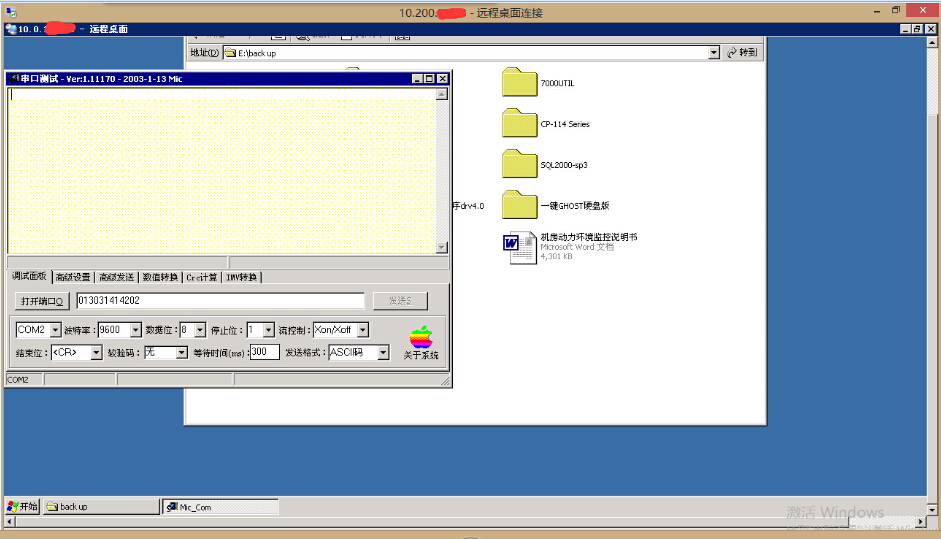 10.200. - 远程桌面连接
10.0. - 远程桌面
地址(D) E:\back up 转到
串口测试 - Ver:1.11170 - 2003-1-13 Mic
7000UTIL
CP-114 Series
SQL2000-sp3
序drv4.0
一键GHOST硬盘版
机房动力环境监控说明书
Microsoft Word 文档
4,301 KB
调试面板 高级设置 高级发送 数值转换 Crc计算 IMV转换
打开端口O 013031414202 发送S
COM2 波特率: 9600 数据位: 8 停止位: 1 流控制: Xon/Xoff
结束位: <CR> 较验码: 无 等待时间(ms): 300 发送格式: ASCI码 关于系统
COM2
开始 back up Mic_Com
激活 Windows